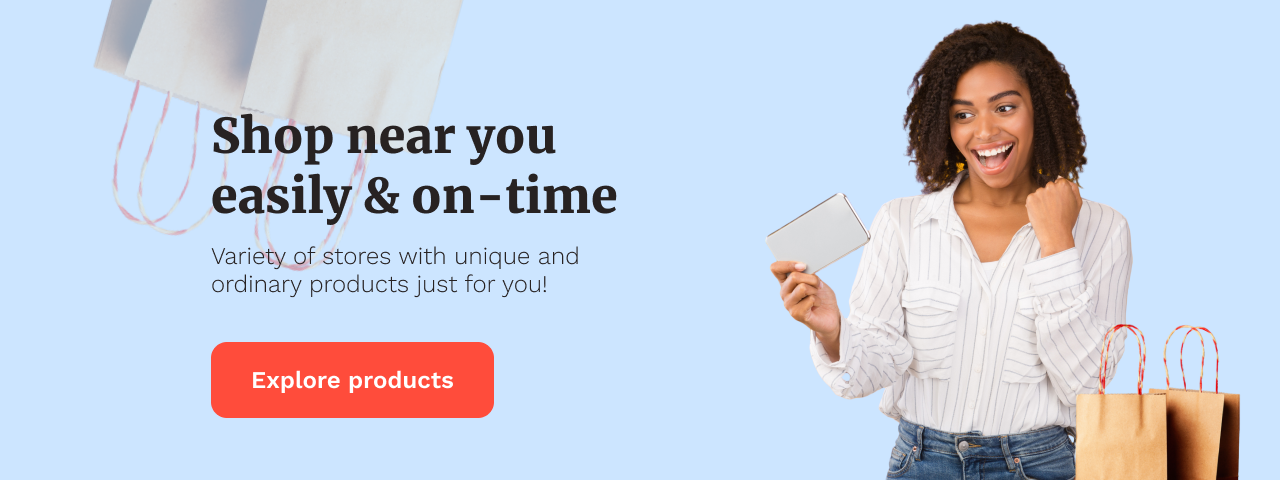 Shop near you
easily & on-time
Variety of stores with unique and
ordinary products just for you!
Explore products